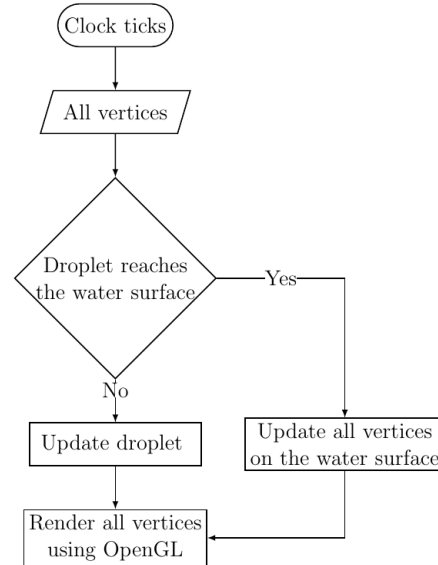 Clock ticks
All vertices
Droplet reaches
the water surface
Yes
No
Update droplet
Update all vertices
on the water surface
Render all vertices
using OpenGL